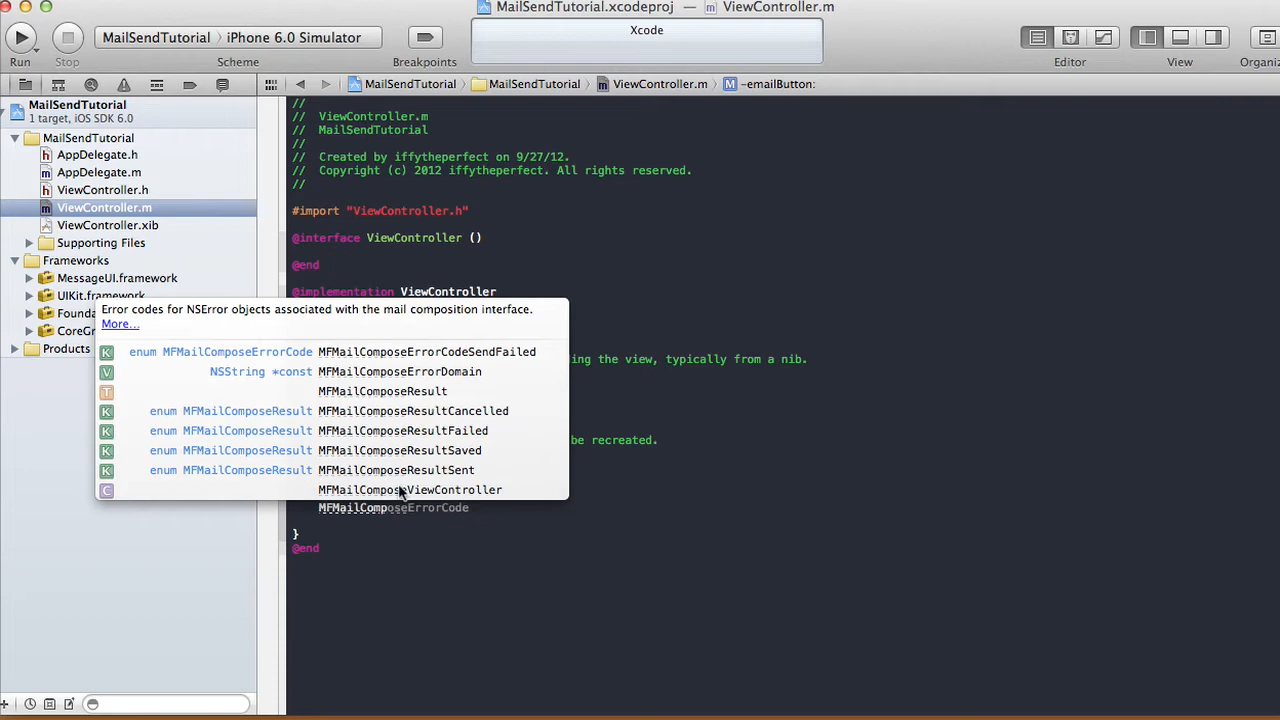 MailSendTutorial.xcodeproj — ViewController.m
MailSendTutorial iPhone 6.0 Simulator
Xcode
Run Stop Scheme Breakpoints Editor View Organiz
MailSendTutorial MailSendTutorial ViewController.m -emailButton:
MailSendTutorial
1 target, iOS SDK 6.0
MailSendTutorial
AppDelegate.h
AppDelegate.m
ViewController.h
ViewController.m
ViewController.xib
Supporting Files
Frameworks
MessageUI.framework
UIKit.framework
Founda
CoreGr
Products
//
// ViewController.m
// MailSendTutorial
//
// Created by iffytheperfect on 9/27/12.
// Copyright (c) 2012 iffytheperfect. All rights reserved.
//
#import "ViewController.h"
@interface ViewController ()
@end
@implementation ViewController
ing the view, typically from a nib.
be recreated.
Error codes for NSError objects associated with the mail composition interface.
More...
K enum MFMailComposeErrorCode MFMailComposeErrorCodeSendFailed
V NSString *const MFMailComposeErrorDomain
T MFMailComposeResult
K enum MFMailComposeResult MFMailComposeResultCancelled
K enum MFMailComposeResult MFMailComposeResultFailed
K enum MFMailComposeResult MFMailComposeResultSaved
K enum MFMailComposeResult MFMailComposeResultSent
C MFMailComposeViewController
MFMailComposeErrorCode
}
@end